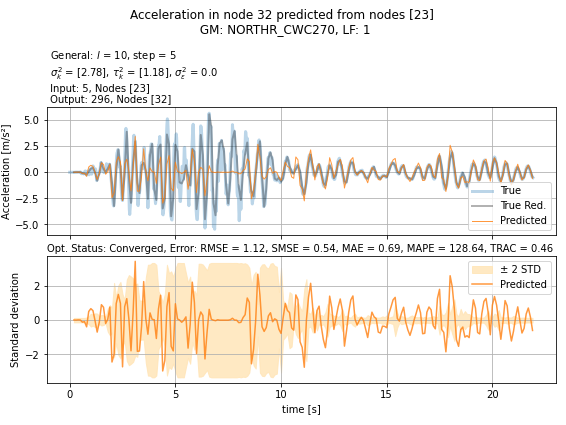 Acceleration in node 32 predicted from nodes [23]
GM: NORTHR_CWC270, LF: 1
General: l = 10, step = 5
σ²ₖ = [2.78], τ²ₖ = [1.18], σ²ε = 0.0
Input: 5, Nodes [23]
Output: 296, Nodes [32]
Acceleration [m/s²]
5.0
2.5
0.0
−2.5
−5.0
True
True Red.
Predicted
Opt. Status: Converged, Error: RMSE = 1.12, SMSE = 0.54, MAE = 0.69, MAPE = 128.64, TRAC = 0.46
Standard deviation
2
0
−2
± 2 STD
Predicted
0 5 10 15 20
time [s]